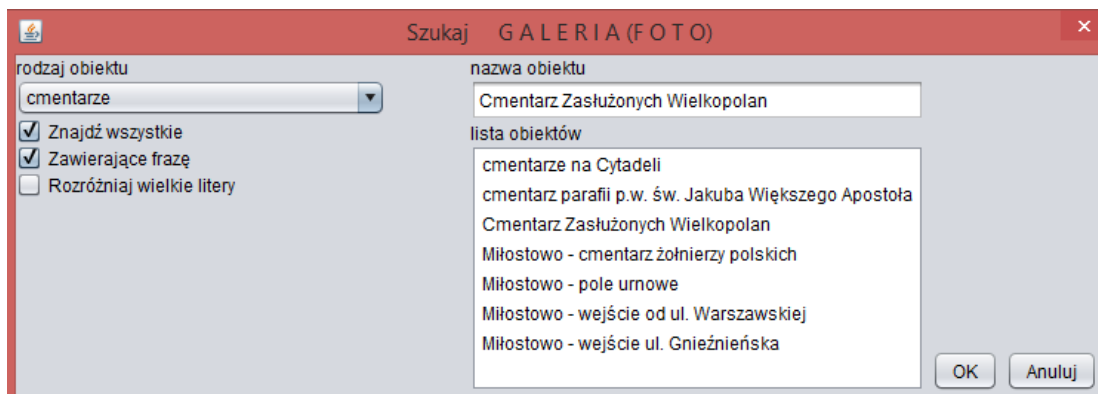 Szukaj G A L E R I A (F O T O)
rodzaj obiektu
cmentarze
Znajdź wszystkie
Zawierające frazę
Rozróżniaj wielkie litery
nazwa obiektu
Cmentarz Zasłużonych Wielkopolan
lista obiektów
cmentarze na Cytadeli
cmentarz parafii p.w. św. Jakuba Większego Apostoła
Cmentarz Zasłużonych Wielkopolan
Miłostowo - cmentarz żołnierzy polskich
Miłostowo - pole urnowe
Miłostowo - wejście od ul. Warszawskiej
Miłostowo - wejście ul. Gnieźnieńska
OK Anuluj